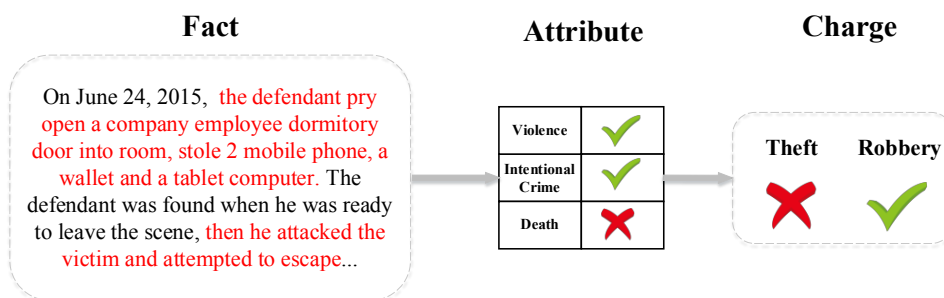 Fact
Attribute
Charge
On June 24, 2015, the defendant pry
open a company employee dormitory
door into room, stole 2 mobile phone, a
wallet and a tablet computer. The
defendant was found when he was ready
to leave the scene, then he attacked the
victim and attempted to escape...
Violence
Intentional
Crime
Death
Theft Robbery